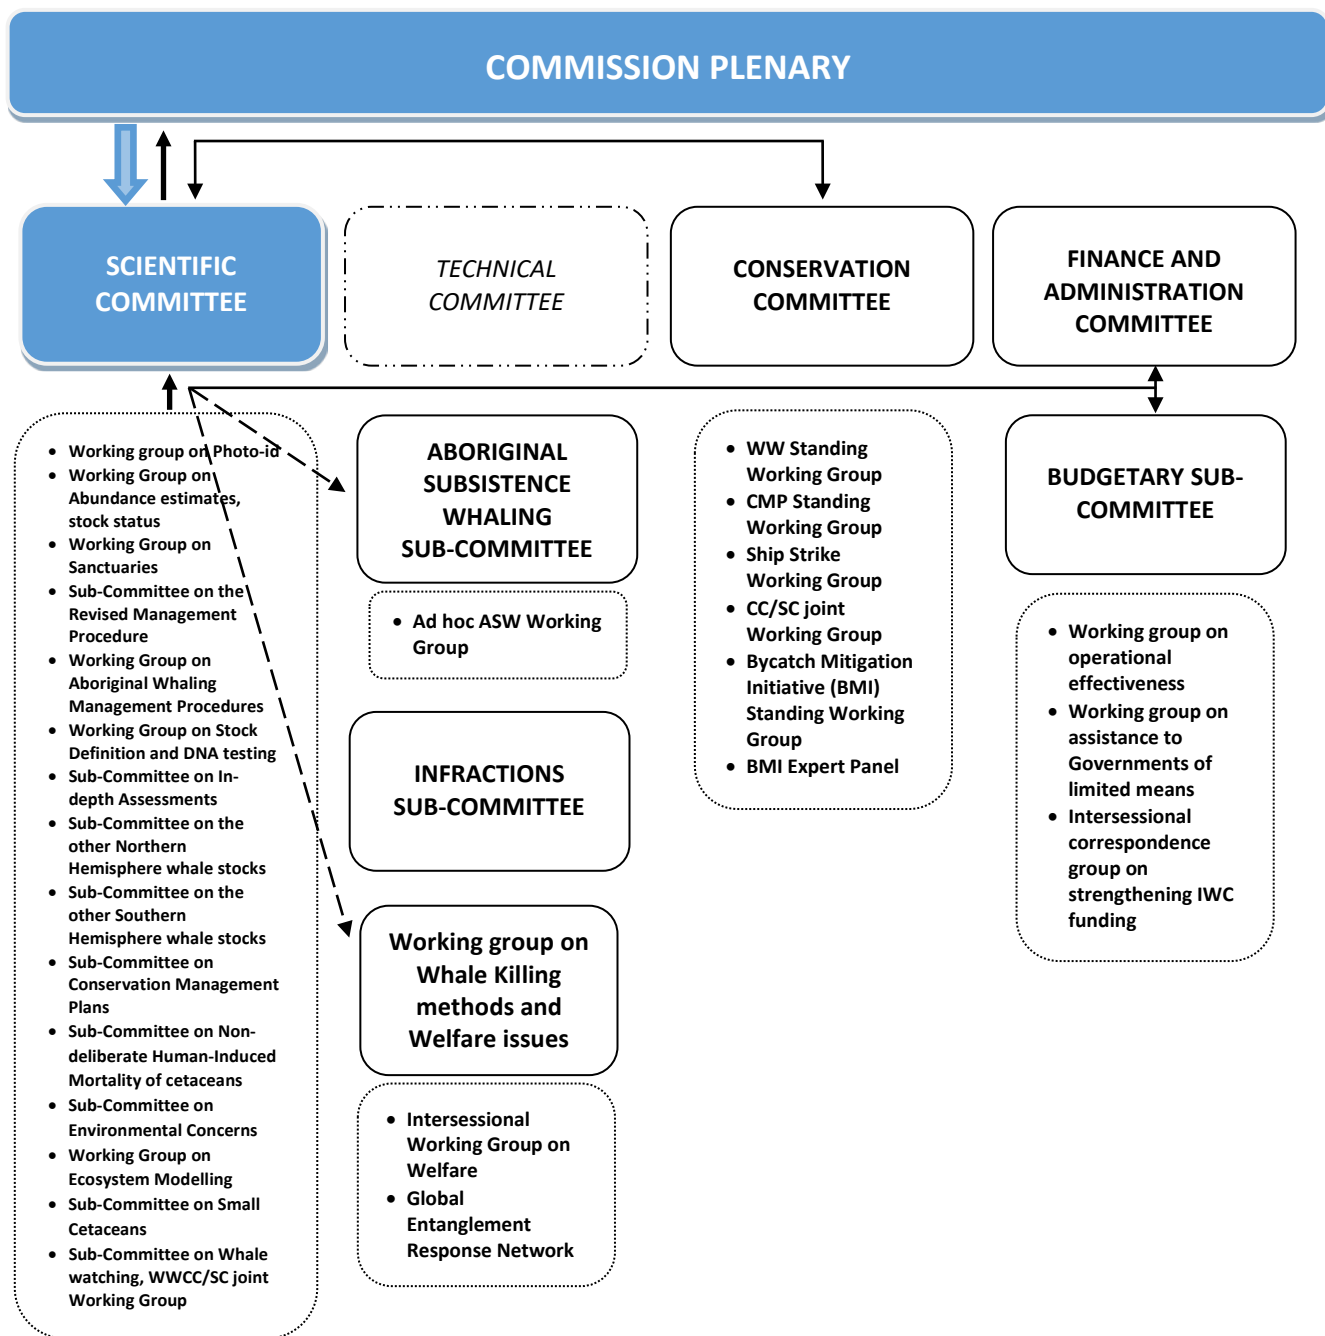 COMMISSION PLENARY
SCIENTIFIC
COMMITTEE
TECHNICAL
COMMITTEE
CONSERVATION
COMMITTEE
FINANCE AND
ADMINISTRATION
COMMITTEE
• Working group on Photo-id
• Working Group on
Abundance estimates,
stock status
• Working Group on
Sanctuaries
• Sub-Committee on the
Revised Management
Procedure
• Working Group on
Aboriginal Whaling
Management Procedures
• Working Group on Stock
Definition and DNA testing
• Sub-Committee on In-
depth Assessments
• Sub-Committee on the
other Northern
Hemisphere whale stocks
• Sub-Committee on the
other Southern
Hemisphere whale stocks
• Sub-Committee on
Conservation Management
Plans
• Sub-Committee on Non-
deliberate Human-Induced
Mortality of cetaceans
• Sub-Committee on
Environmental Concerns
• Working Group on
Ecosystem Modelling
• Sub-Committee on Small
Cetaceans
• Sub-Committee on Whale
watching, WWCC/SC joint
Working Group
ABORIGINAL
SUBSISTENCE
WHALING
SUB-COMMITTEE
• Ad hoc ASW Working
Group
INFRACTIONS
SUB-COMMITTEE
Working group on
Whale Killing
methods and
Welfare issues
• Intersessional
Working Group on
Welfare
• Global
Entanglement
Response Network
• WW Standing
Working Group
• CMP Standing
Working Group
• Ship Strike
Working Group
• CC/SC joint
Working Group
• Bycatch Mitigation
Initiative (BMI)
Standing Working
Group
• BMI Expert Panel
BUDGETARY SUB-
COMMITTEE
• Working group on
operational
effectiveness
• Working group on
assistance to
Governments of
limited means
• Intersessional
correspondence
group on
strengthening IWC
funding